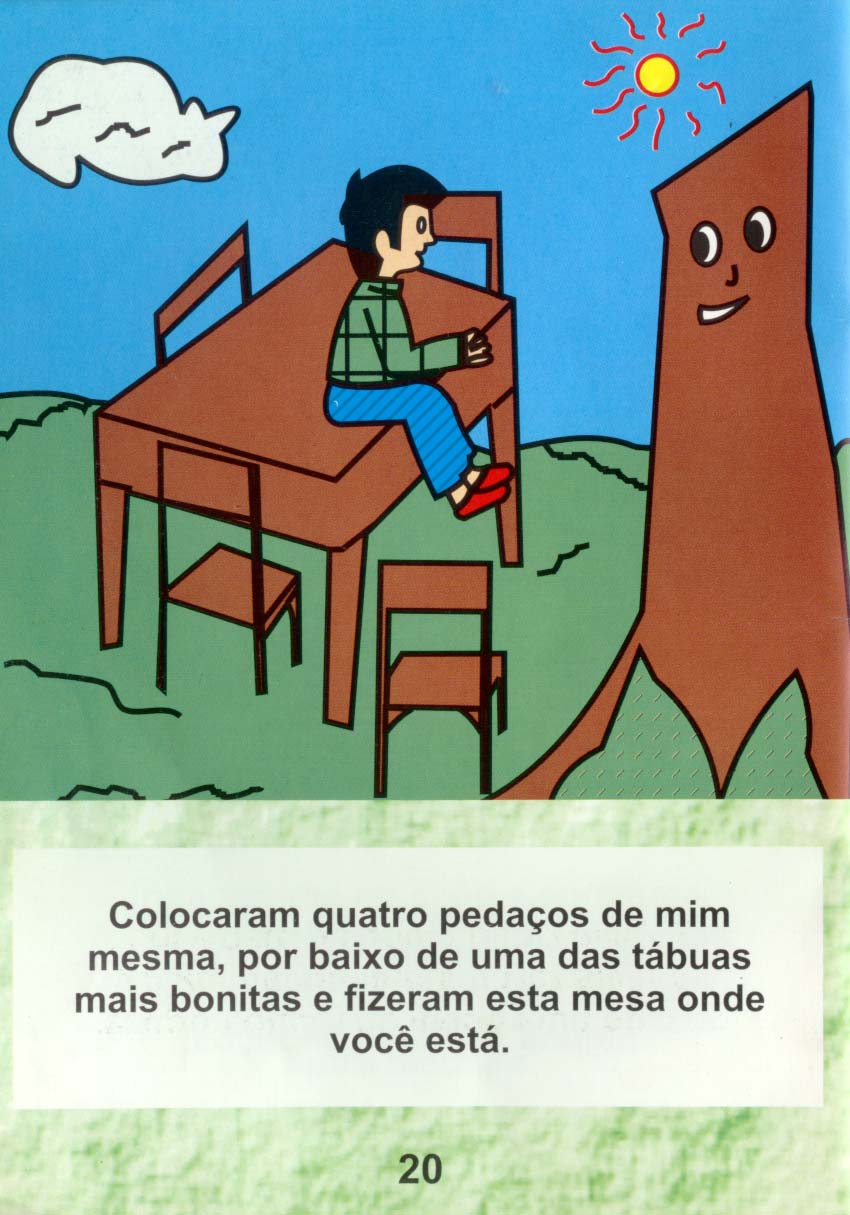 Colocaram quatro pedaços de mim
mesma, por baixo de uma das tábuas
mais bonitas e fizeram esta mesa onde
você está.
20